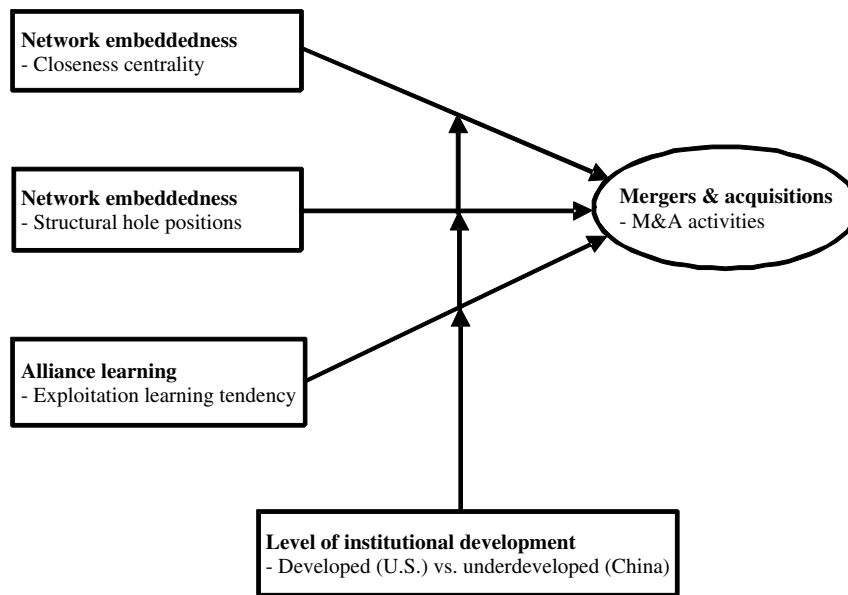 Network embeddedness
- Closeness centrality
Network embeddedness
- Structural hole positions
Mergers & acquisitions
- M&A activities
Alliance learning
- Exploitation learning tendency
Level of institutional development
- Developed (U.S.) vs. underdeveloped (China)